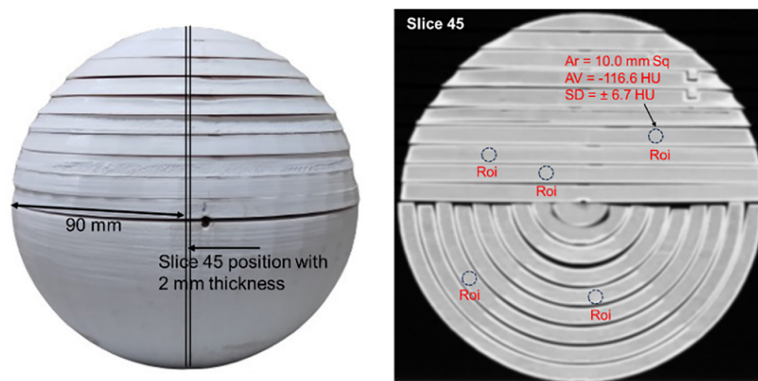 90 mm
Slice 45 position with
2 mm thickness
Slice 45
Ar = 10.0 mm Sq
AV = -116.6 HU
SD = ± 6.7 HU
Roi
Roi
Roi
Roi
Roi